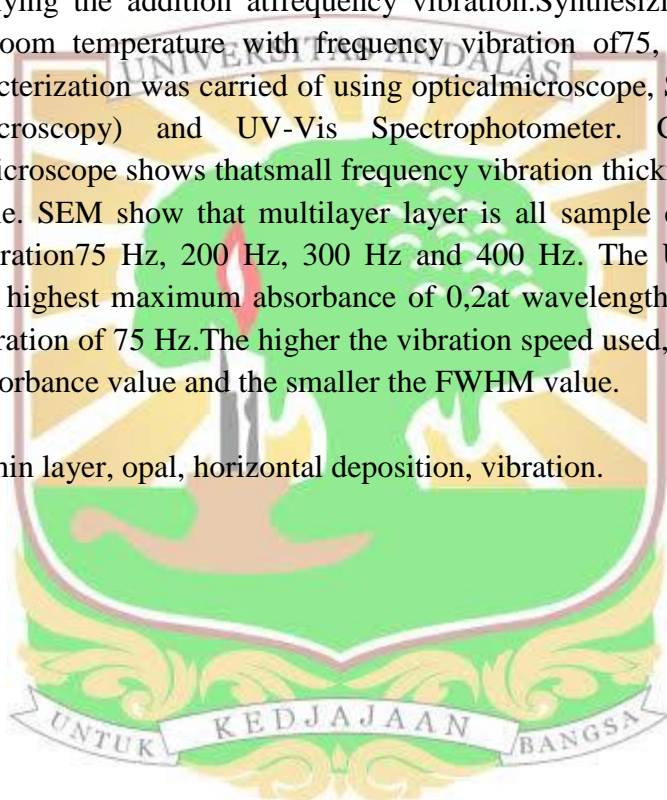 ying the addition atfrequency vibration.Synthesizi
oom temperature with frequency vibration of75,
UNIVERSITAS ANDALAS
cterization was carried of using opticalmicroscope, S
croscopy) and UV-Vis Spectrophotometer. C
icroscope shows thatsmall frequency vibration thick
e. SEM show that multilayer layer is all sample
ration75 Hz, 200 Hz, 300 Hz and 400 Hz. The U
highest maximum absorbance of 0,2at wavelength
ration of 75 Hz.The higher the vibration speed used,
orbance value and the smaller the FWHM value.
in layer, opal, horizontal deposition, vibration.
UNTUK KEDJAJAAN BANGSA